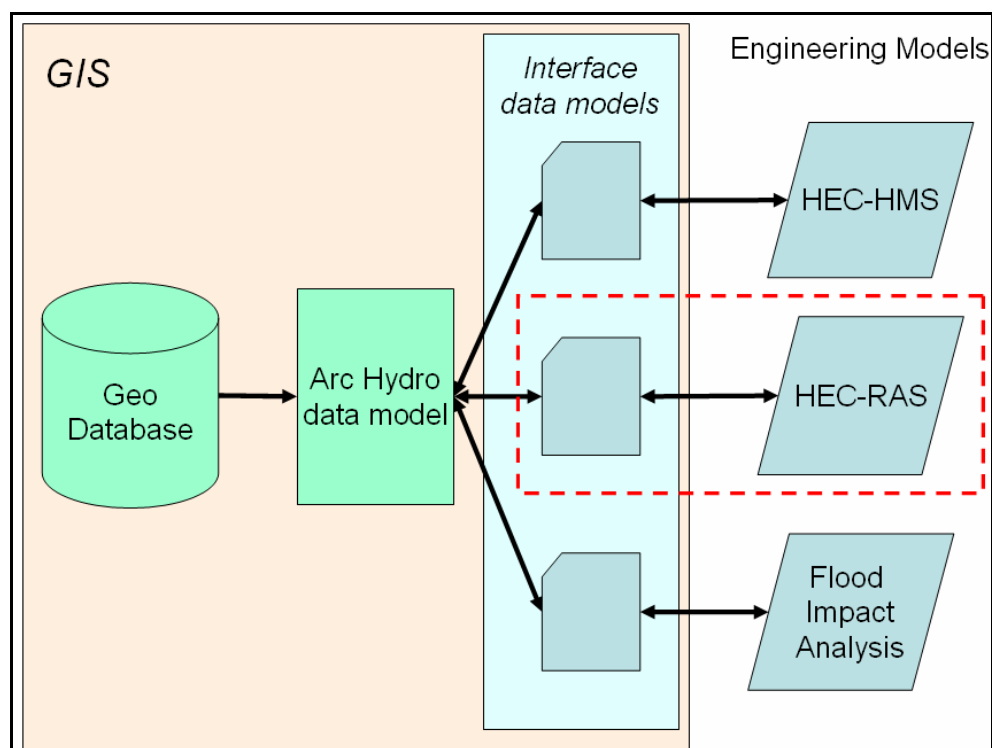 GIS
Interface
data models
Engineering Models
HEC-HMS
Geo
Database
Arc Hydro
data model
HEC-RAS
Flood
Impact
Analysis